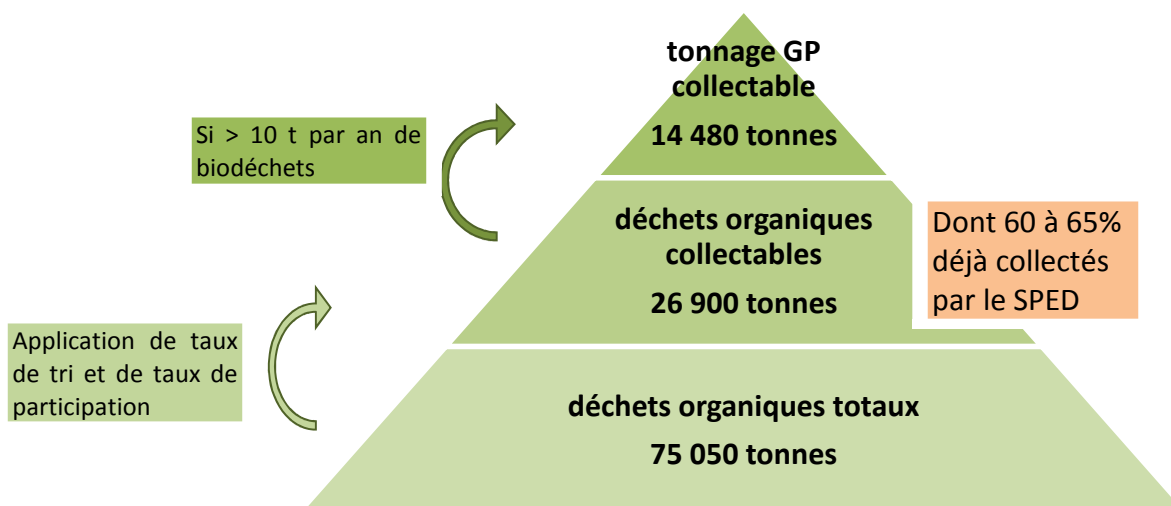 tonnage GP
collectable
14 480 tonnes
Si > 10 t par an de
biodéchets
déchets organiques
collectables
26 900 tonnes
Dont 60 à 65%
déjà collectés
par le SPED
Application de taux
de tri et de taux de
participation
déchets organiques totaux
75 050 tonnes